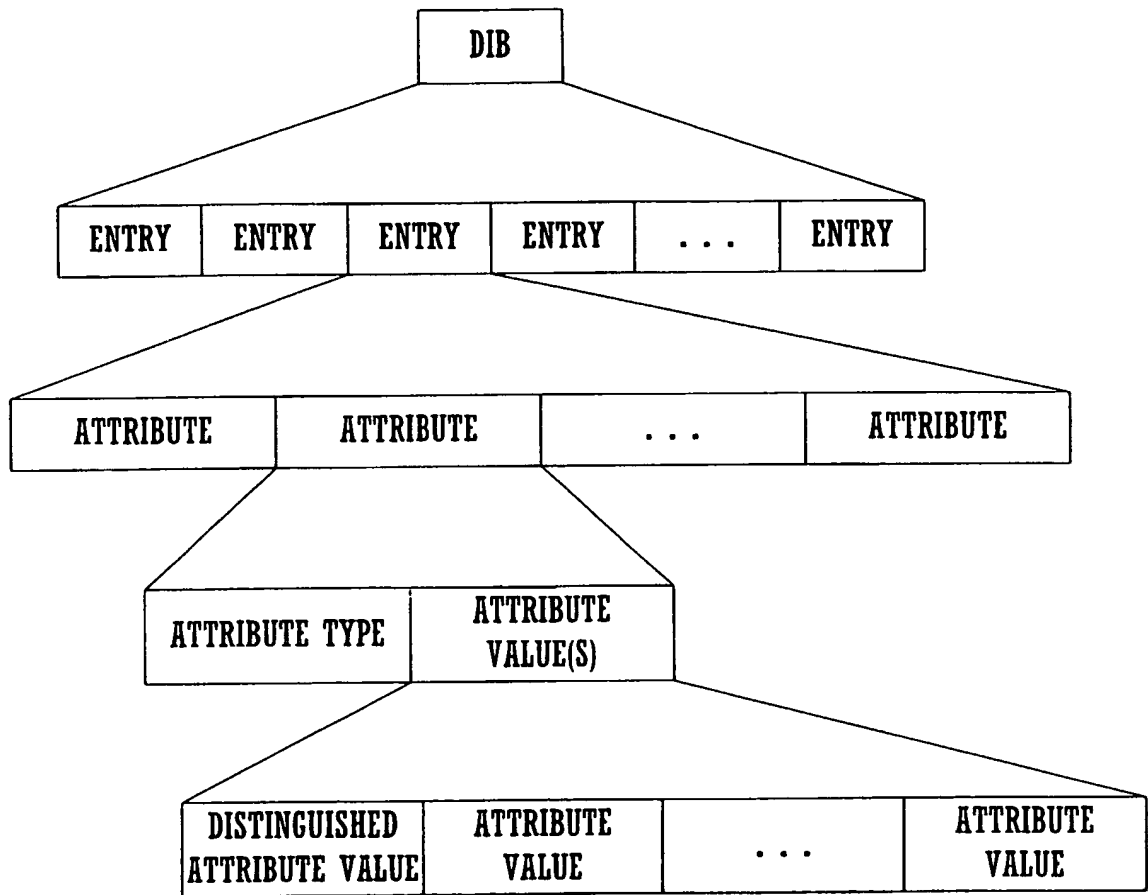 DIB
ENTRY ENTRY ENTRY ENTRY ... ENTRY
ATTRIBUTE ATTRIBUTE ... ATTRIBUTE
ATTRIBUTE TYPE
ATTRIBUTE
VALUE(S)
DISTINGUISHED
ATTRIBUTE VALUE
ATTRIBUTE
VALUE
...
ATTRIBUTE
VALUE